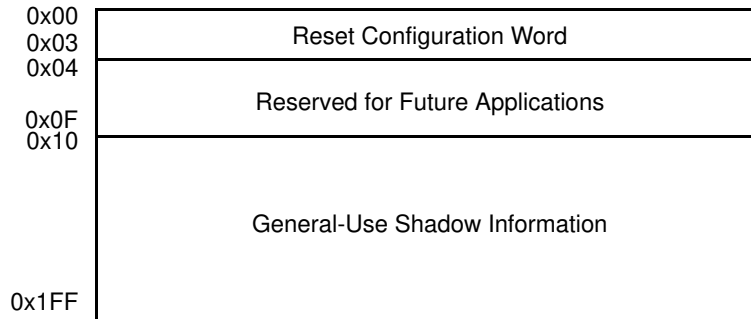 0x00
Reset Configuration Word
0x03
0x04
Reserved for Future Applications
0x0F
0x10
General-Use Shadow Information
0x1FF